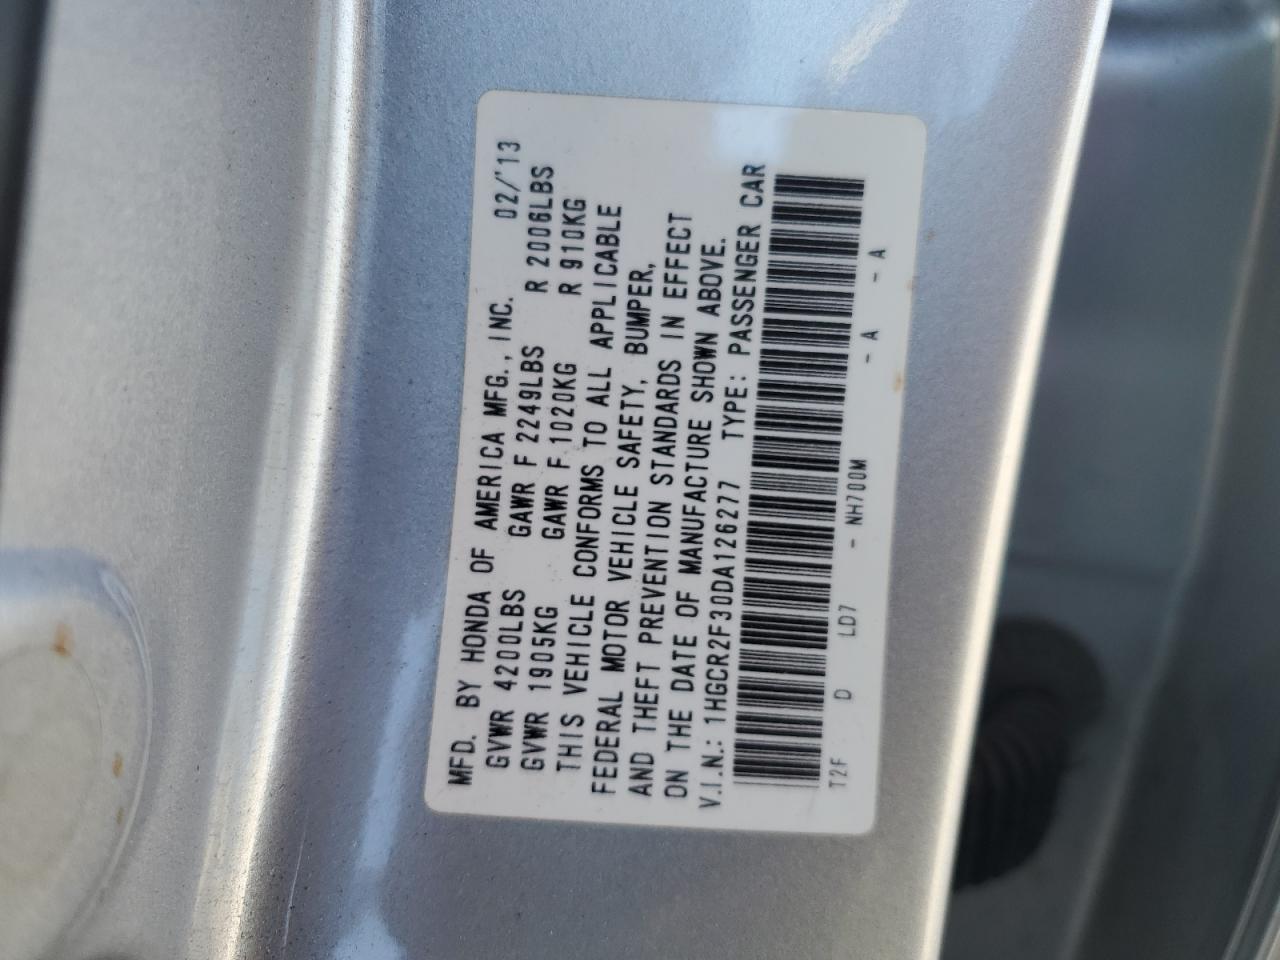 MFD. BY HONDA OF AMERICA MFG., INC. 02/'13
GVWR 4200LBS GAWR F 2249LBS R 2006LBS
GVWR 1905KG GAWR F 1020KG R 910KG
THIS VEHICLE CONFORMS TO ALL APPLICABLE
FEDERAL MOTOR VEHICLE SAFETY, BUMPER,
AND THEFT PREVENTION STANDARDS IN EFFECT
ON THE DATE OF MANUFACTURE SHOWN ABOVE.
V.I.N.: 1HGCR2F30DA126277 TYPE: PASSENGER CAR
T2F D LD7 - NH700M - A - A